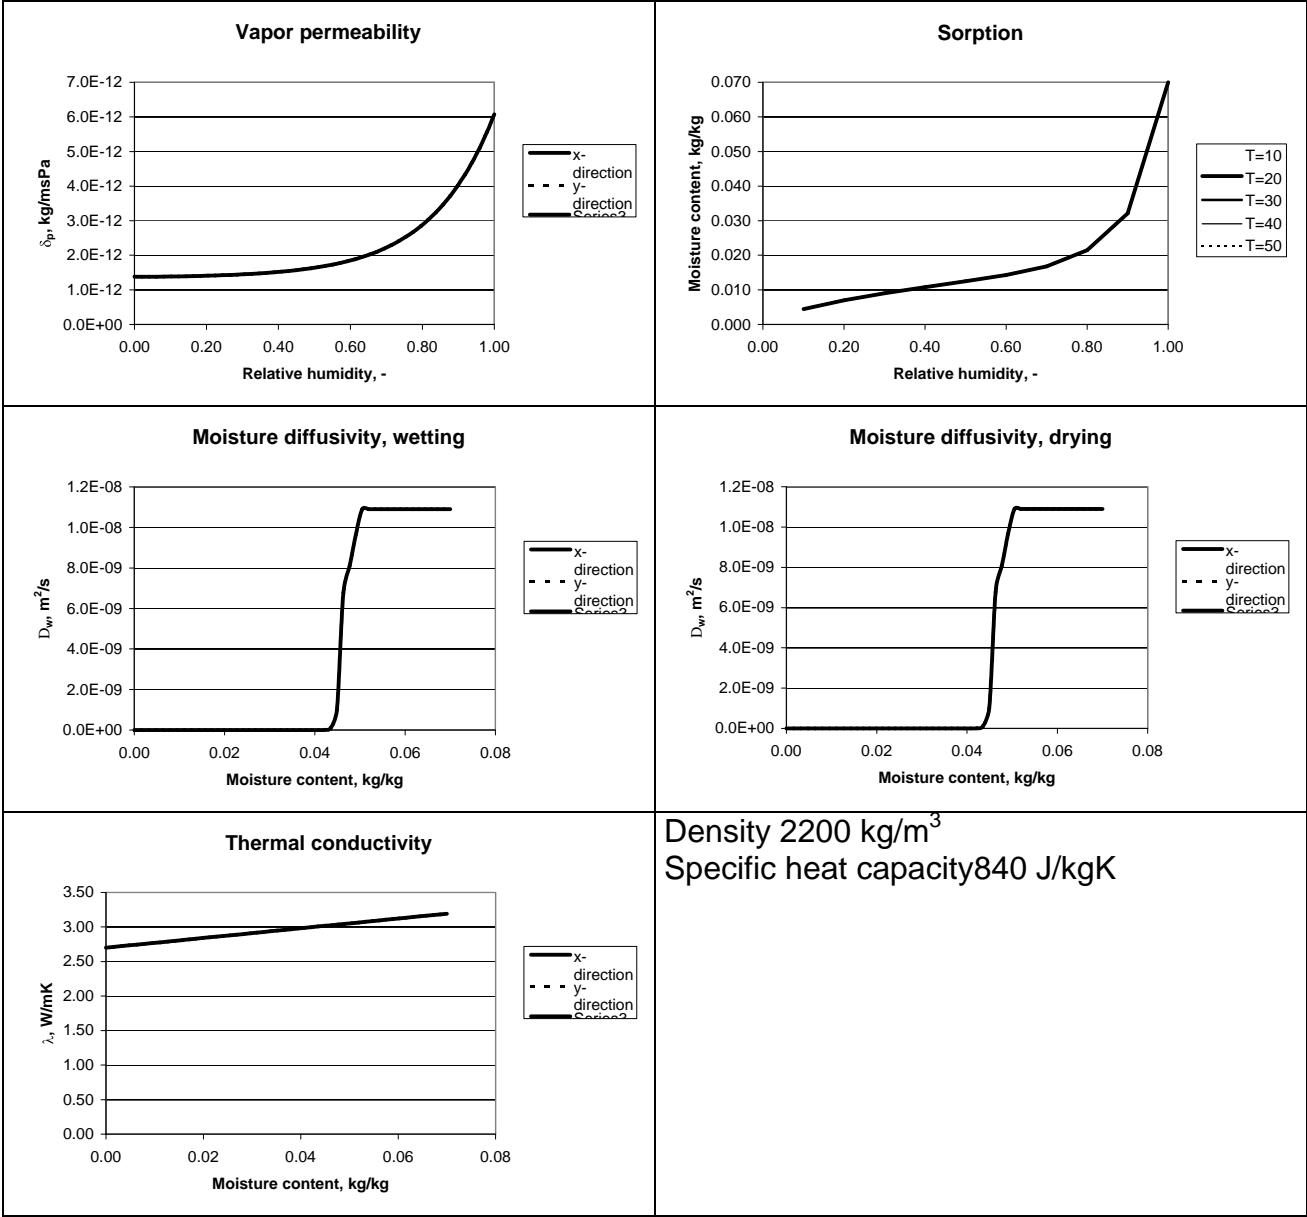 Vapor permeability
7.0E-12
6.0E-12
5.0E-12
4.0E-12
3.0E-12
2.0E-12
1.0E-12
0.0E+00
δp, kg/msPa
0.00 0.20 0.40 0.60 0.80 1.00
Relative humidity, -
x-
direction
y-
direction
Series3
Sorption
0.070
0.060
0.050
0.040
0.030
0.020
0.010
0.000
Moisture content, kg/kg
0.00 0.20 0.40 0.60 0.80 1.00
Relative humidity, -
T=10
T=20
T=30
T=40
T=50
Moisture diffusivity, wetting
1.2E-08
1.0E-08
8.0E-09
6.0E-09
4.0E-09
2.0E-09
0.0E+00
Dw, m²/s
0.00 0.02 0.04 0.06 0.08
Moisture content, kg/kg
x-
direction
y-
direction
Series3
Moisture diffusivity, drying
1.2E-08
1.0E-08
8.0E-09
6.0E-09
4.0E-09
2.0E-09
0.0E+00
Dw, m²/s
0.00 0.02 0.04 0.06 0.08
Moisture content, kg/kg
x-
direction
y-
direction
Series3
Thermal conductivity
3.50
3.00
2.50
2.00
1.50
1.00
0.50
0.00
λ, W/mK
0.00 0.02 0.04 0.06 0.08
Moisture content, kg/kg
x-
direction
y-
direction
Series3
Density 2200 kg/m³
Specific heat capacity840 J/kgK